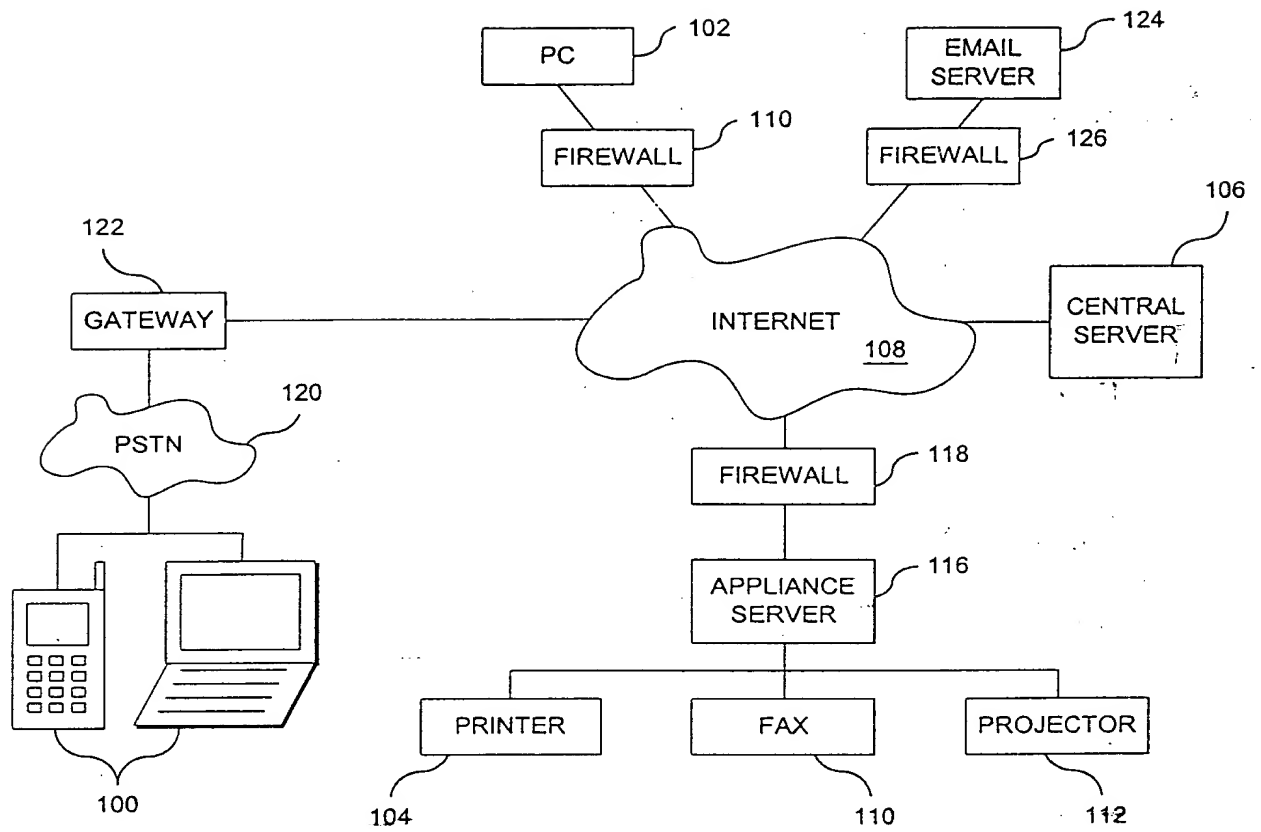 PC
102
EMAIL
SERVER
124
FIREWALL
110
FIREWALL
126
122
GATEWAY
INTERNET
108
106
CENTRAL
SERVER
PSTN
120
FIREWALL
118
APPLIANCE
SERVER
116
PRINTER
FAX
PROJECTOR
100
104
110
112